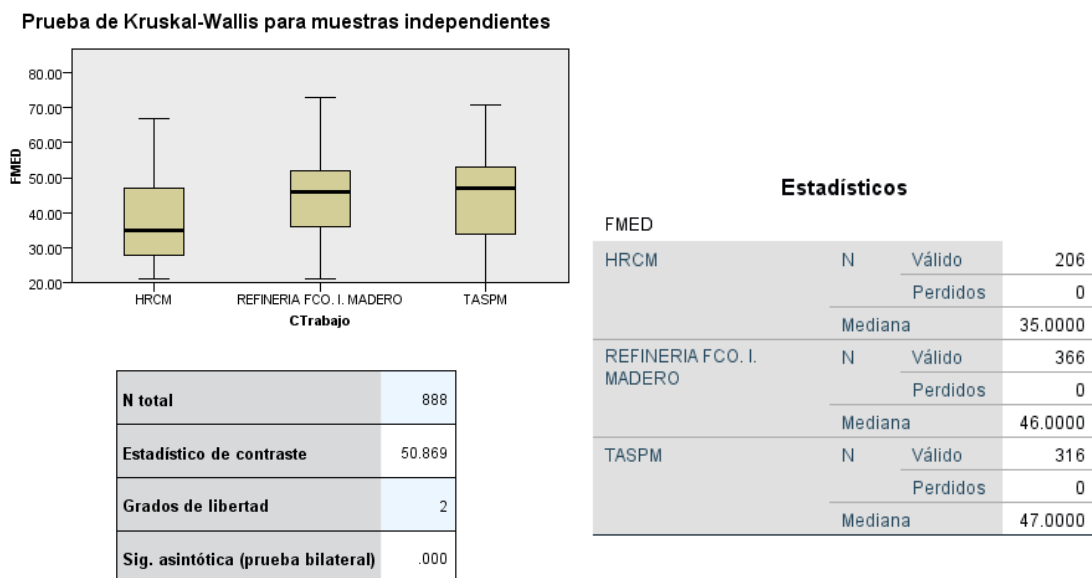 Prueba de Kruskal-Wallis para muestras independientes
80.00
70.00
60.00
50.00
40.00
30.00
20.00
FMED
HRCM
REFINERIA FCO. I. MADERO
TASPM
CTrabajo
N total 888
Estadístico de contraste 50.869
Grados de libertad 2
Sig. asintótica (prueba bilateral) .000
Estadísticos
FMED
HRCM N Válido 206
Perdidos 0
Mediana 35.0000
REFINERIA FCO. I. N Válido 366
MADERO Perdidos 0
Mediana 46.0000
TASPM N Válido 316
Perdidos 0
Mediana 47.0000